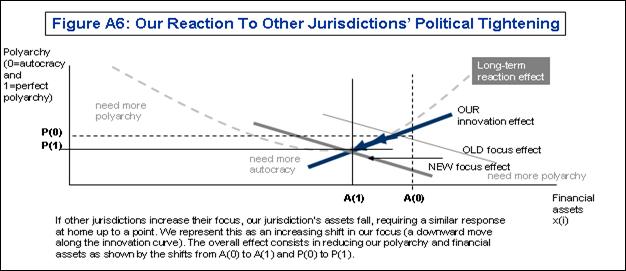 Figure A6: Our Reaction To Other Jurisdictions' Political Tightening
Polyarchy
(0=autocracy
and
1=perfect
polyarchy)
Long-term
reaction effect
need more
polyarchy
OUR
innovation effect
P(0)
P(1)
OLD focus effect
need more
autocracy
NEW focus effect
need more polyarchy
A(1)
A(0)
Financial
assets
x(i)
If other jurisdictions increase their focus, our jurisdiction's assets fall, requiring a similar response
at home up to a point. We represent this as an increasing shift in our focus (a downward move
along the innovation curve). The overall effect consists in reducing our polyarchy and financial
assets as shown by the shifts from A(0) to A(1) and P(0) to P(1).